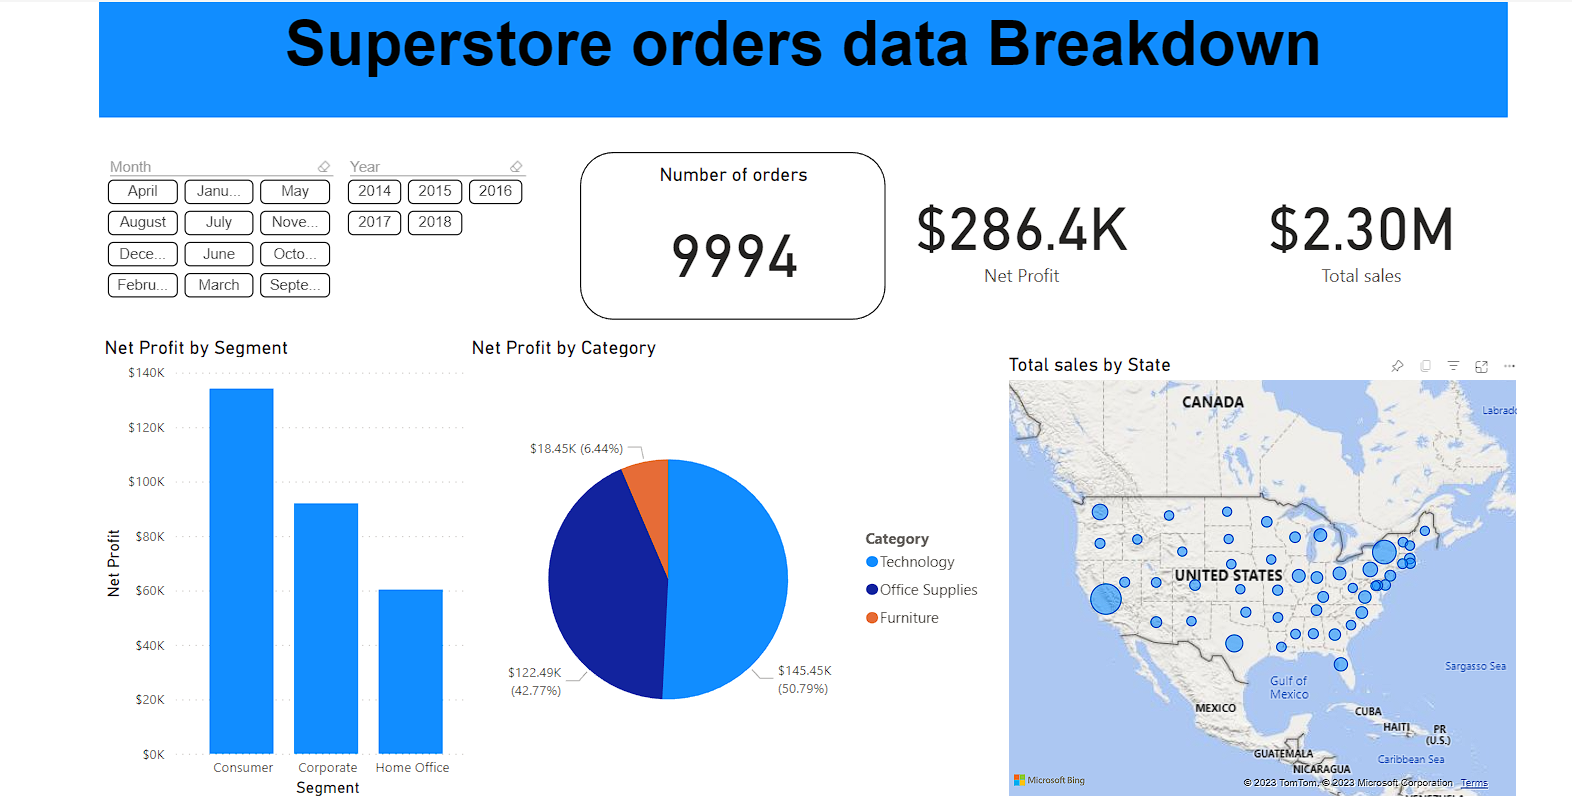 Superstore orders data Breakdown
Month
April
Janu...
May
August
July
Nove...
Dece...
June
Octo...
Febru...
March
Septe...
Year
2014
2015
2016
2017
2018
Number of orders
9994
$286.4K
Net Profit
$2.30M
Total sales
Net Profit by Segment
$140K
$120K
$100K
$80K
$60K
$40K
$20K
$0K
Net Profit
Consumer
Corporate
Home Office
Segment
Net Profit by Category
$18.45K (6.44%)
$122.49K
(42.77%)
$145.45K
(50.79%)
Category
Technology
Office Supplies
Furniture
Total sales by State
CANADA
Labrado
UNITED STATES
Sargasso Sea
Gulf of
Mexico
MEXICO
CUBA
HAITI
PR
(U.S.)
GUATEMALA
Caribbean Sea
NICARAGUA
Microsoft Bing
© 2023 TomTom, © 2023 Microsoft Corporation Terms